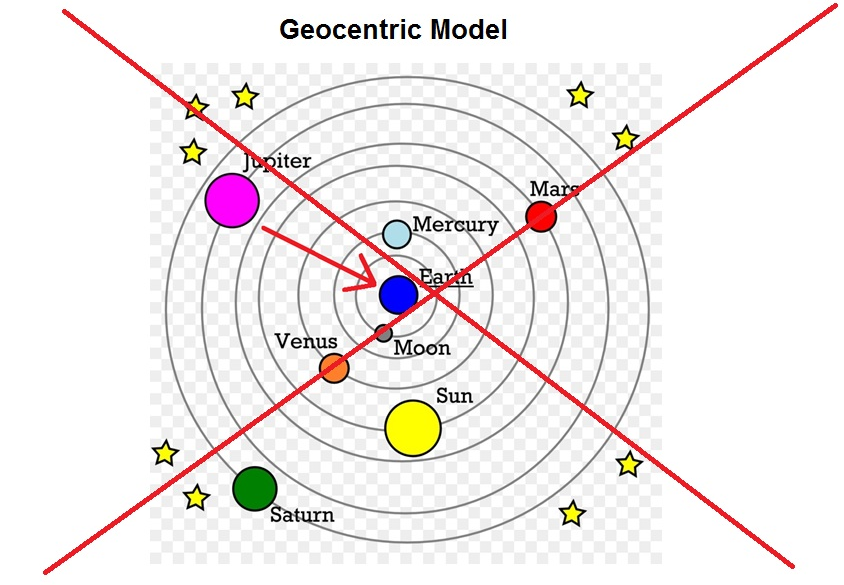 Geocentric Model
Jupiter
Mars
Mercury
Earth
Venus
Moon
Sun
Saturn